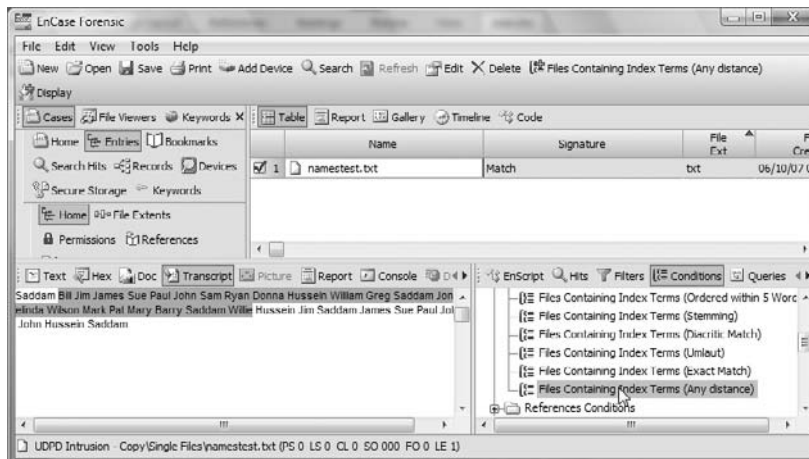 EnCase Forensic
File Edit View Tools Help
New Open Save Print Add Device Search Refresh Edit Delete Files Containing Index Terms (Any distance)
Display
Cases File Viewers Keywords Table Report Gallery Timeline Code
Home Entries Bookmarks
Search Hits Records Devices
Secure Storage Keywords
Home File Extents
Permissions References
Name Signature File Ext
1 namestest.txt Match txt 06/10/07
Text Hex Doc Transcript Picture Report Console
Saddam Bill Jim James Sue Paul John Sam Ryan Donna Hussein William Greg Saddam Jon
elinda Wilson Mark Pat Mary Barry Saddam Willie Hussein Jim Saddam James Sue Paul
John Hussein Saddam
EnScript Hits Filters Conditions Queries
Files Containing Index Terms (Ordered within 5 Worc
Files Containing Index Terms (Stemming)
Files Containing Index Terms (Diacritic Match)
Files Containing Index Terms (Umlaut)
Files Containing Index Terms (Exact Match)
Files Containing Index Terms (Any distance)
References Conditions
UDPD Intrusion - Copy\Single Files\namestest.txt (PS 0 LS 0 CL 0 SO 000 FO 0 LE 1)